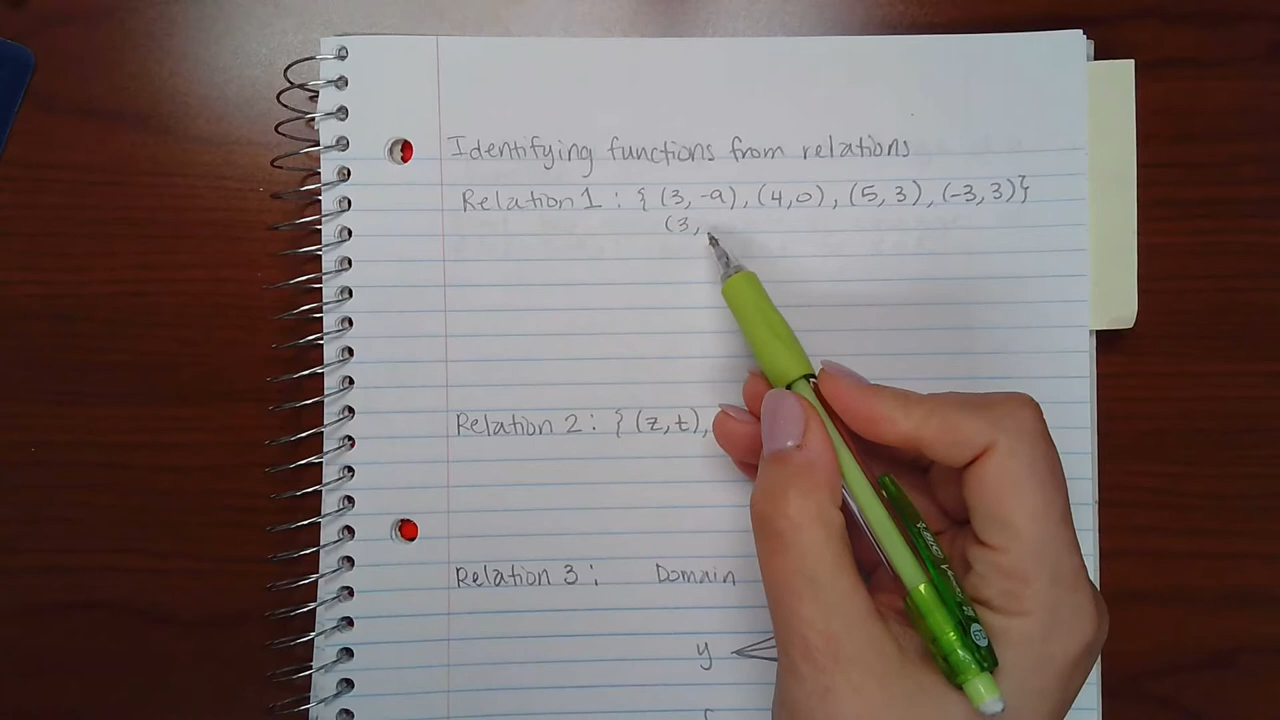 Identifying functions from relations
Relation 1 : { (3, -9), (4,0), (5, 3), (-3, 3)}
(3,
Relation 2 : { (z, t),
Relation 3 : Domain
y